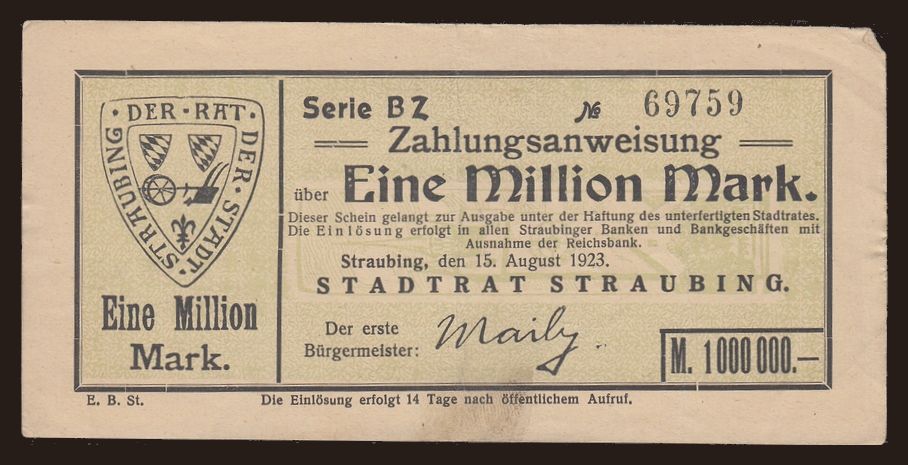 · DER · RAT · DER · STADT · STRAUBING
Eine Million
Mark.
Serie BZ № 69759
Zahlungsanweisung
über Eine Million Mark.
Dieser Schein gelangt zur Ausgabe unter der Haftung des unterfertigten Stadtrates.
Die Einlösung erfolgt in allen Straubinger Banken und Bankgeschäften mit
Ausnahme der Reichsbank.
Straubing, den 15. August 1923.
STADTRAT STRAUBING.
Der erste
Bürgermeister:
M. 1000000.—
E. B. St.
Die Einlösung erfolgt 14 Tage nach öffentlichem Aufruf.